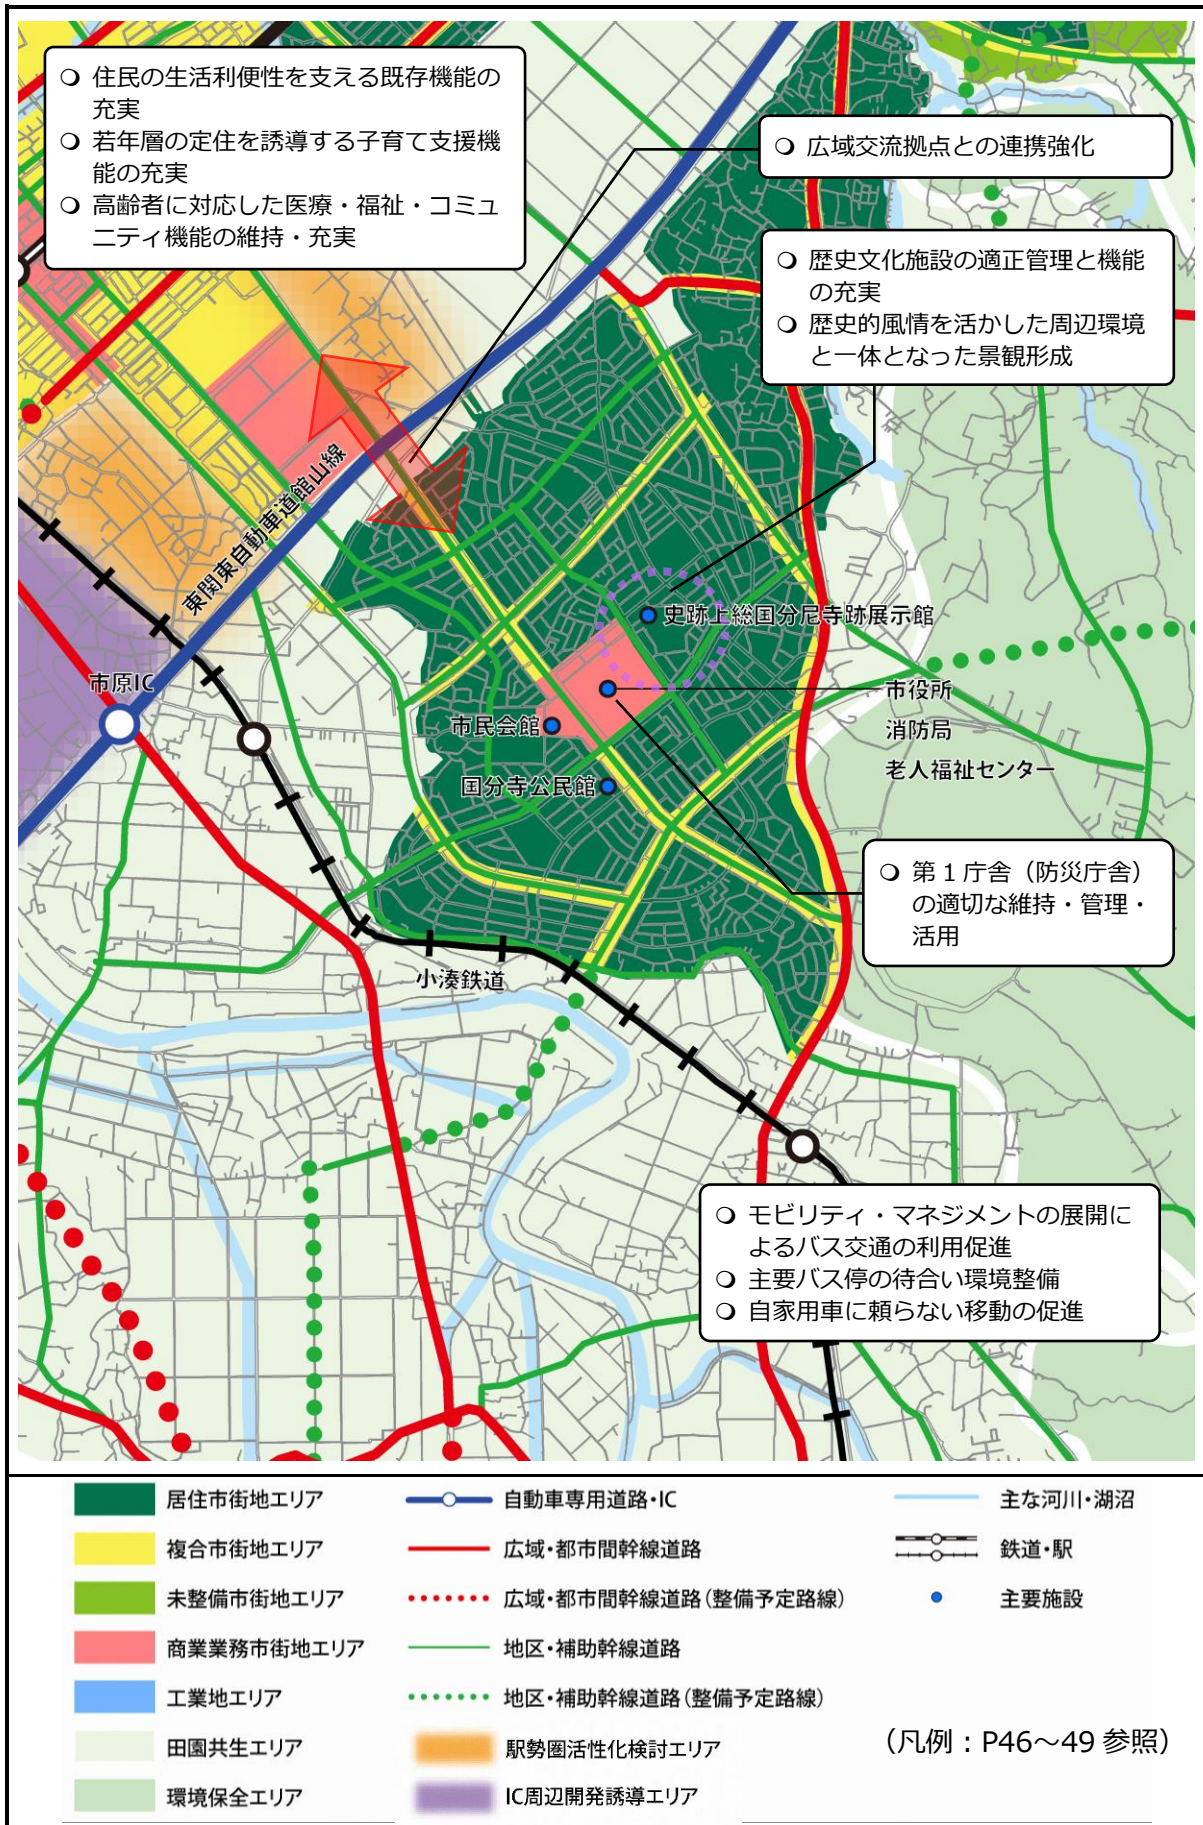 ○ 住民の生活利便性を支える既存機能の
充実
○ 若年層の定住を誘導する子育て支援機
能の充実
○ 高齢者に対応した医療・福祉・コミュ
ニティ機能の維持・充実
○ 広域交流拠点との連携強化
○ 歴史文化施設の適正管理と機能
の充実
○ 歴史的風情を活かした周辺環境
と一体となった景観形成
東関東自動車道館山線
史跡上総国分尼寺跡展示館
市原IC
市役所
消防局
老人福祉センター
市民会館
国分寺公民館
○ 第1庁舎（防災庁舎）
の適切な維持・管理・
活用
小湊鉄道
○ モビリティ・マネジメントの展開に
よるバス交通の利用促進
○ 主要バス停の待合い環境整備
○ 自家用車に頼らない移動の促進
居住市街地エリア
複合市街地エリア
未整備市街地エリア
商業業務市街地エリア
工業地エリア
田園共生エリア
環境保全エリア
自動車専用道路・IC
広域・都市間幹線道路
広域・都市間幹線道路(整備予定路線)
地区・補助幹線道路
地区・補助幹線道路(整備予定路線)
駅勢圏活性化検討エリア
IC周辺開発誘導エリア
主な河川・湖沼
鉄道・駅
主要施設
（凡例：P46～49 参照）